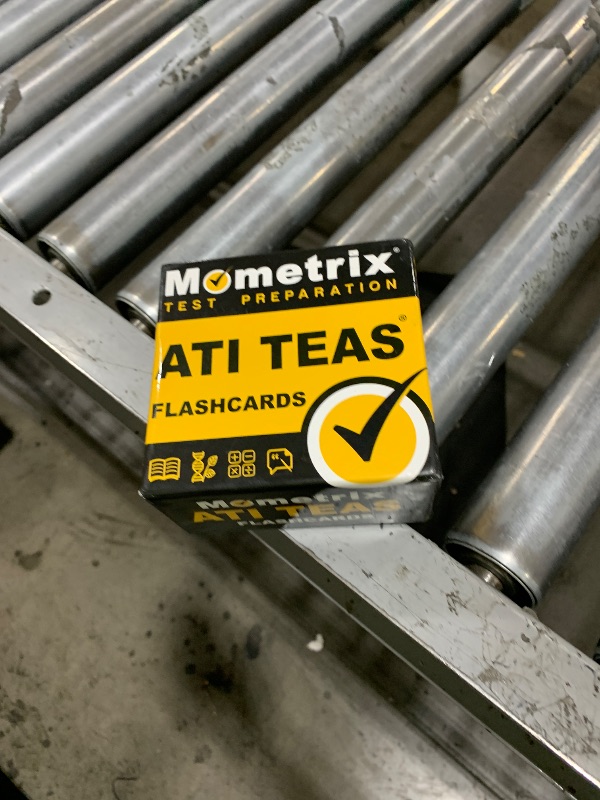 Mometrix®
TEST PREPARATION
ATI TEAS®
FLASHCARDS
Mometrix
ATI TEAS
FLASHCARDS